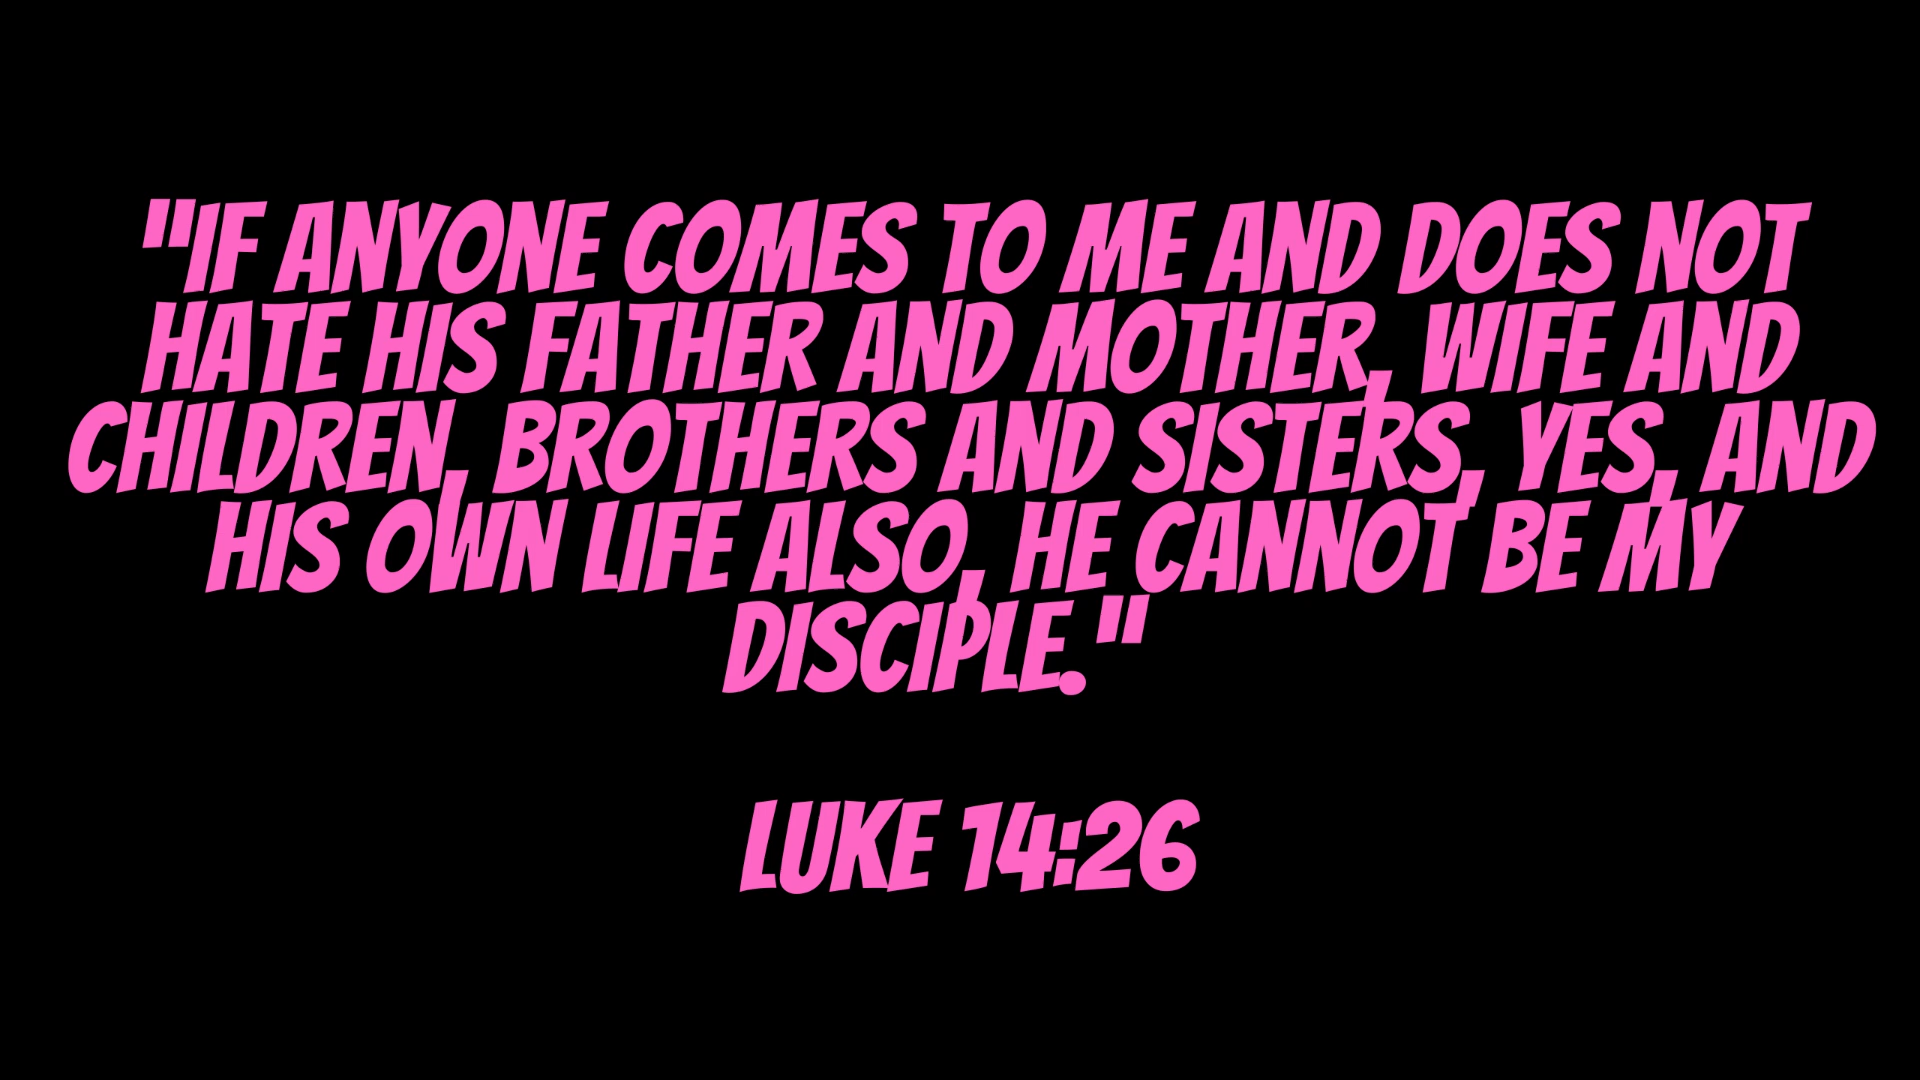 "IF ANYONE COMES TO ME AND DOES NOT
HATE HIS FATHER AND MOTHER, WIFE AND
CHILDREN, BROTHERS AND SISTERS, YES, AND
HIS OWN LIFE ALSO, HE CANNOT BE MY
DISCIPLE."
LUKE 14:26